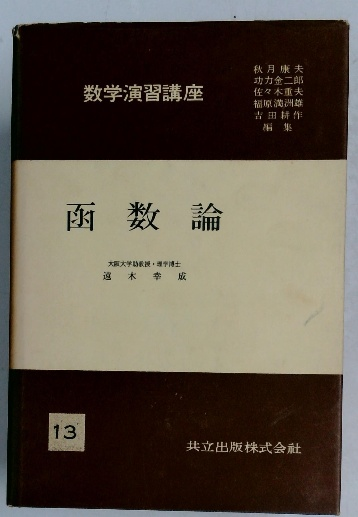 数学演習講座
秋月康夫
功力金二郎
佐々木重夫
福原満洲雄
吉田耕作
編集
函数論
大阪大学助教授・理学博士
遠木幸成
13
共立出版株式会社